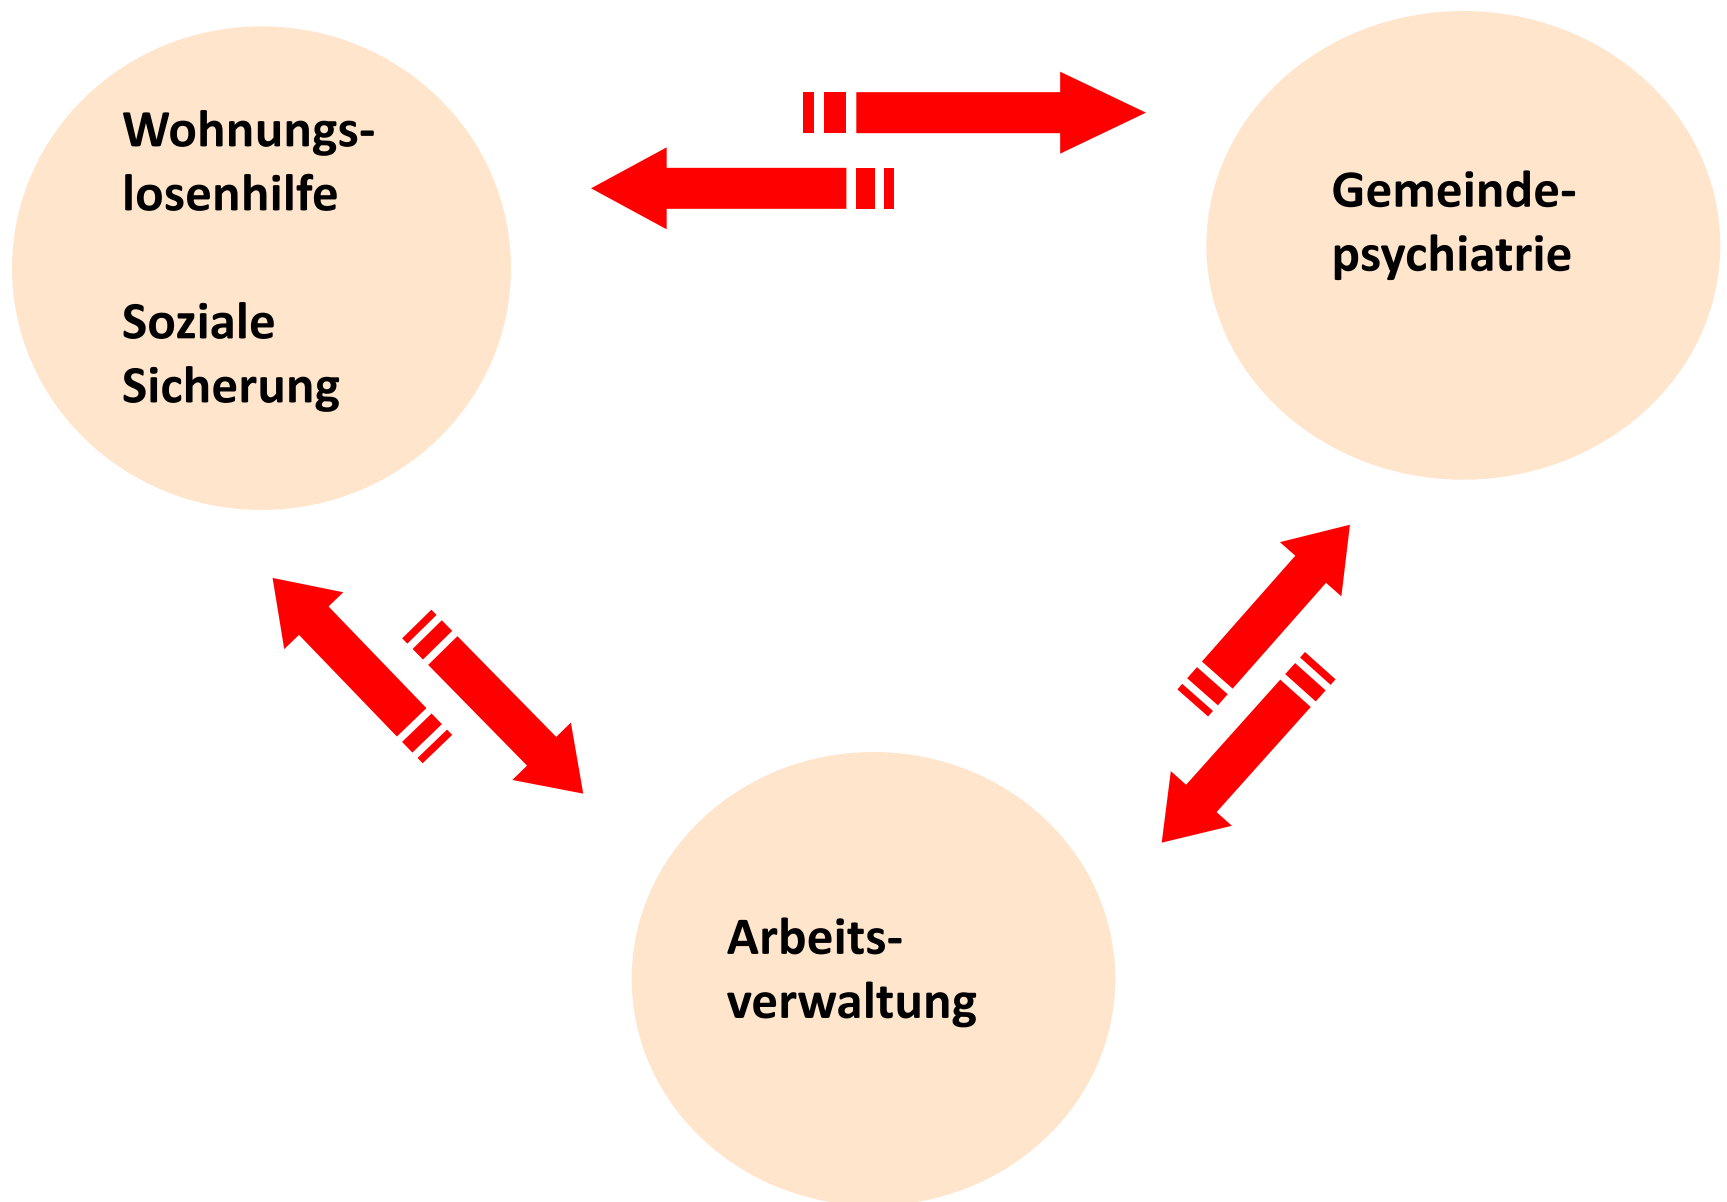 Wohnungs-
losenhilfe
Soziale
Sicherung
Gemeinde-
psychiatrie
Arbeits-
verwaltung